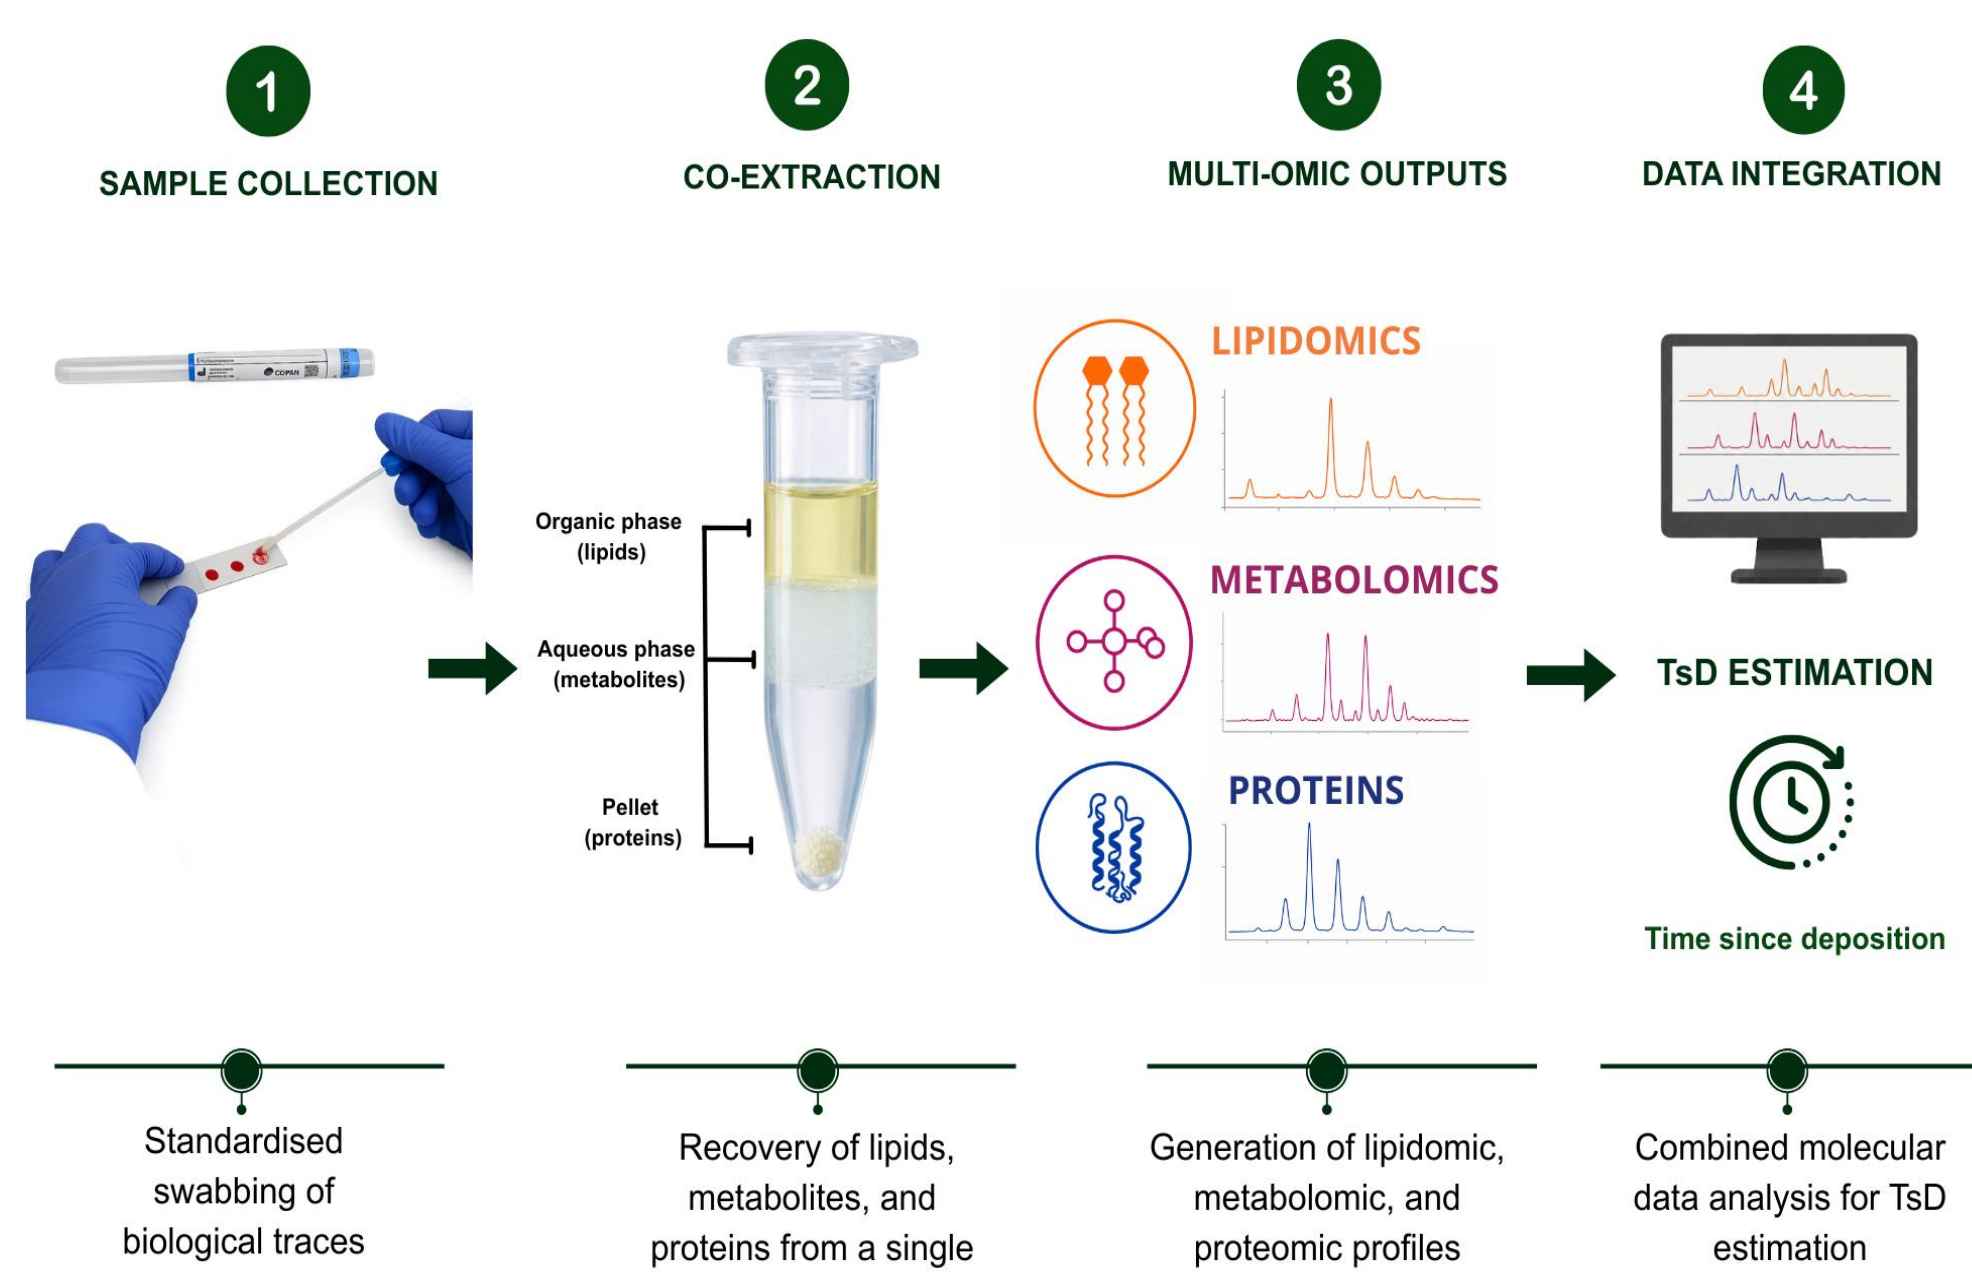 1
SAMPLE COLLECTION
2
CO-EXTRACTION
3
MULTI-OMIC OUTPUTS
4
DATA INTEGRATION
COPAN
Organic phase
(lipids)
Aqueous phase
(metabolites)
Pellet
(proteins)
LIPIDOMICS
METABOLOMICS
PROTEINS
TsD ESTIMATION
Time since deposition
Standardised
swabbing of
biological traces
Recovery of lipids,
metabolites, and
proteins from a single
Generation of lipidomic,
metabolomic, and
proteomic profiles
Combined molecular
data analysis for TsD
estimation